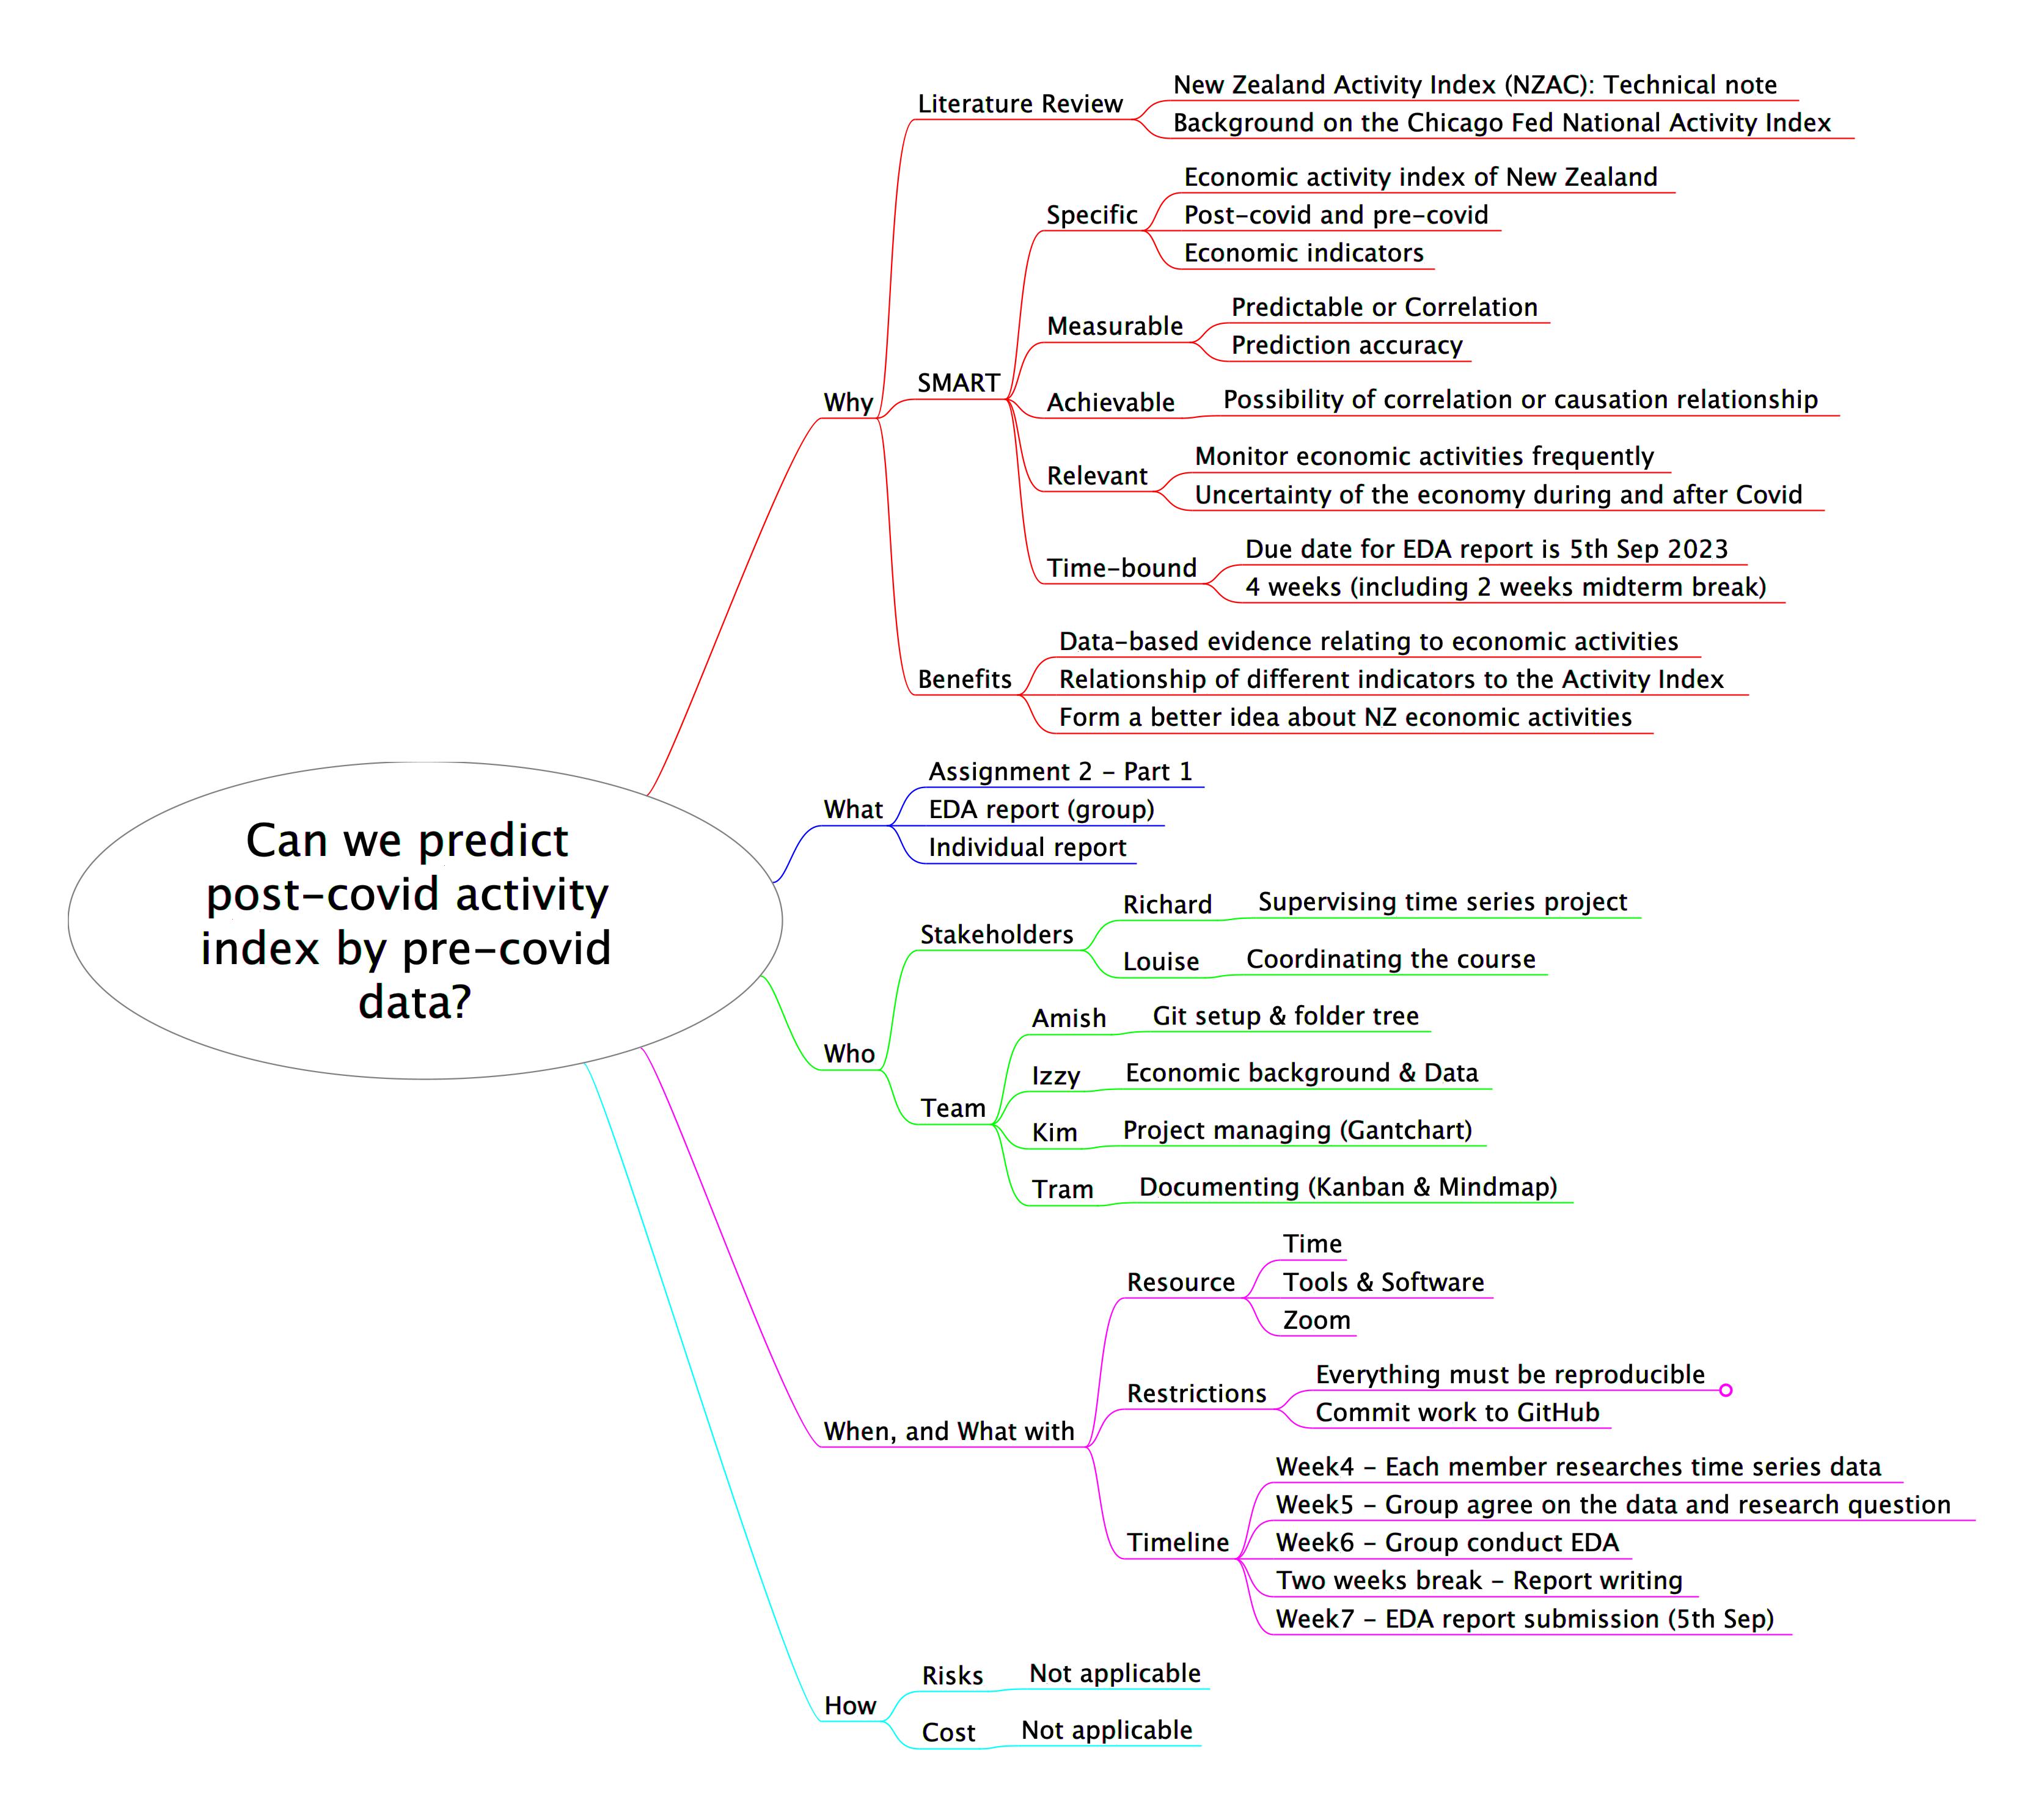 Can we predict
post-covid activity
index by pre-covid
data?
Why
Literature Review
New Zealand Activity Index (NZAC): Technical note
Background on the Chicago Fed National Activity Index
SMART
Specific
Economic activity index of New Zealand
Post-covid and pre-covid
Economic indicators
Measurable
Predictable or Correlation
Prediction accuracy
Achievable
Possibility of correlation or causation relationship
Relevant
Monitor economic activities frequently
Uncertainty of the economy during and after Covid
Time-bound
Due date for EDA report is 5th Sep 2023
4 weeks (including 2 weeks midterm break)
Benefits
Data-based evidence relating to economic activities
Relationship of different indicators to the Activity Index
Form a better idea about NZ economic activities
What
Assignment 2 - Part 1
EDA report (group)
Individual report
Who
Stakeholders
Richard
Supervising time series project
Louise
Coordinating the course
Team
Amish
Git setup & folder tree
Izzy
Economic background & Data
Kim
Project managing (Gantchart)
Tram
Documenting (Kanban & Mindmap)
When, and What with
Resource
Time
Tools & Software
Zoom
Restrictions
Everything must be reproducible
Commit work to GitHub
Timeline
Week4 - Each member researches time series data
Week5 - Group agree on the data and research question
Week6 - Group conduct EDA
Two weeks break - Report writing
Week7 - EDA report submission (5th Sep)
How
Risks
Not applicable
Cost
Not applicable